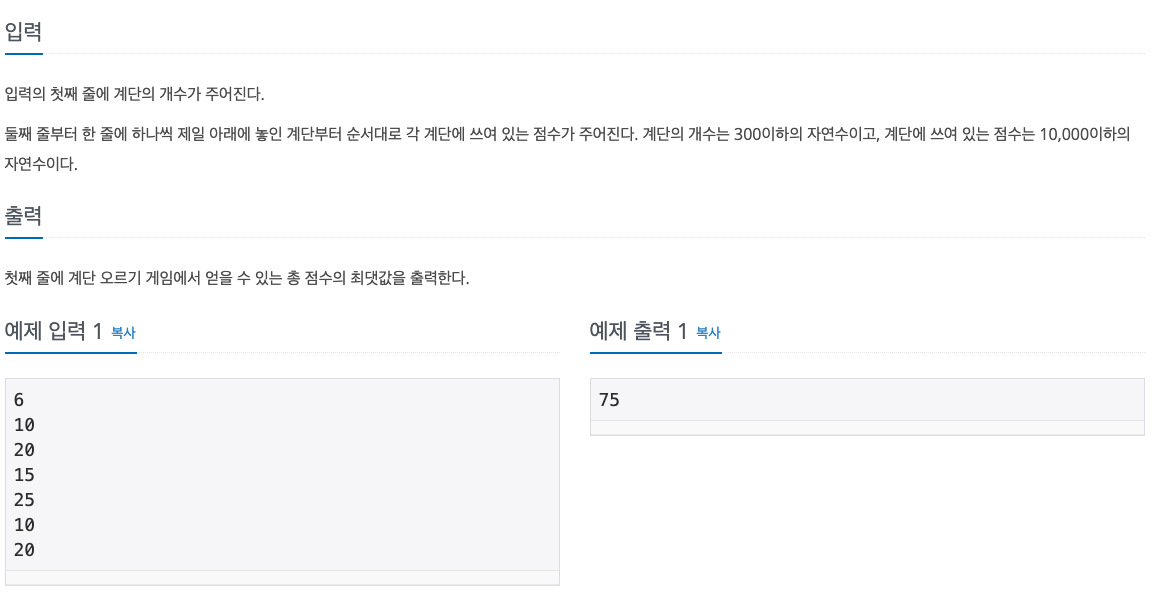 입력
입력의 첫째 줄에 계단의 개수가 주어진다.
둘째 줄부터 한 줄에 하나씩 제일 아래에 놓인 계단부터 순서대로 각 계단에 쓰여 있는 점수가 주어진다. 계단의 개수는 300이하의 자연수이고, 계단에 쓰여 있는 점수는 10,000이하의
자연수이다.
출력
첫째 줄에 계단 오르기 게임에서 얻을 수 있는 총 점수의 최댓값을 출력한다.
예제 입력 1 복사
6
10
20
15
25
10
20
예제 출력 1 복사
75